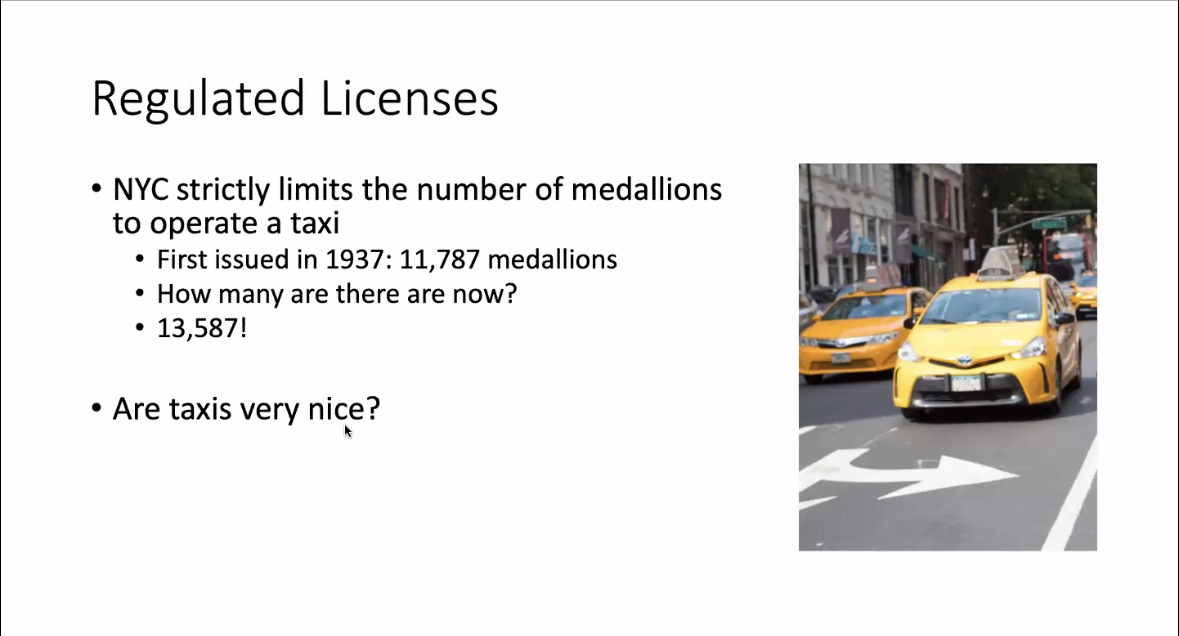 Regulated Licenses
• NYC strictly limits the number of medallions
to operate a taxi
• First issued in 1937: 11,787 medallions
• How many are there are now?
• 13,587!
• Are taxis very nice?